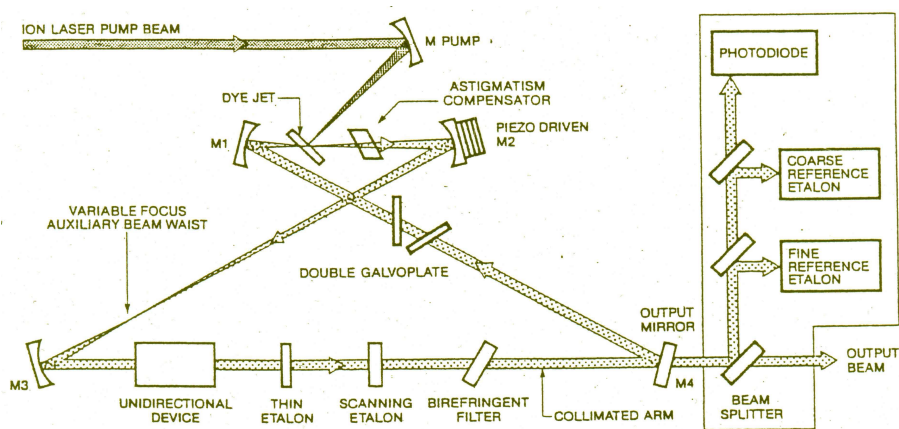 ION LASER PUMP BEAM
M PUMP
PHOTODIODE
DYE JET
ASTIGMATISM
COMPENSATOR
M1
PIEZO DRIVEN
M2
COARSE
REFERENCE
ETALON
VARIABLE FOCUS
AUXILIARY BEAM WAIST
DOUBLE GALVOPLATE
FINE
REFERENCE
ETALON
OUTPUT
MIRROR
M3
M4
OUTPUT
BEAM
UNIDIRECTIONAL
DEVICE
THIN
ETALON
SCANNING
ETALON
BIREFRINGENT
FILTER
COLLIMATED ARM
BEAM
SPLITTER